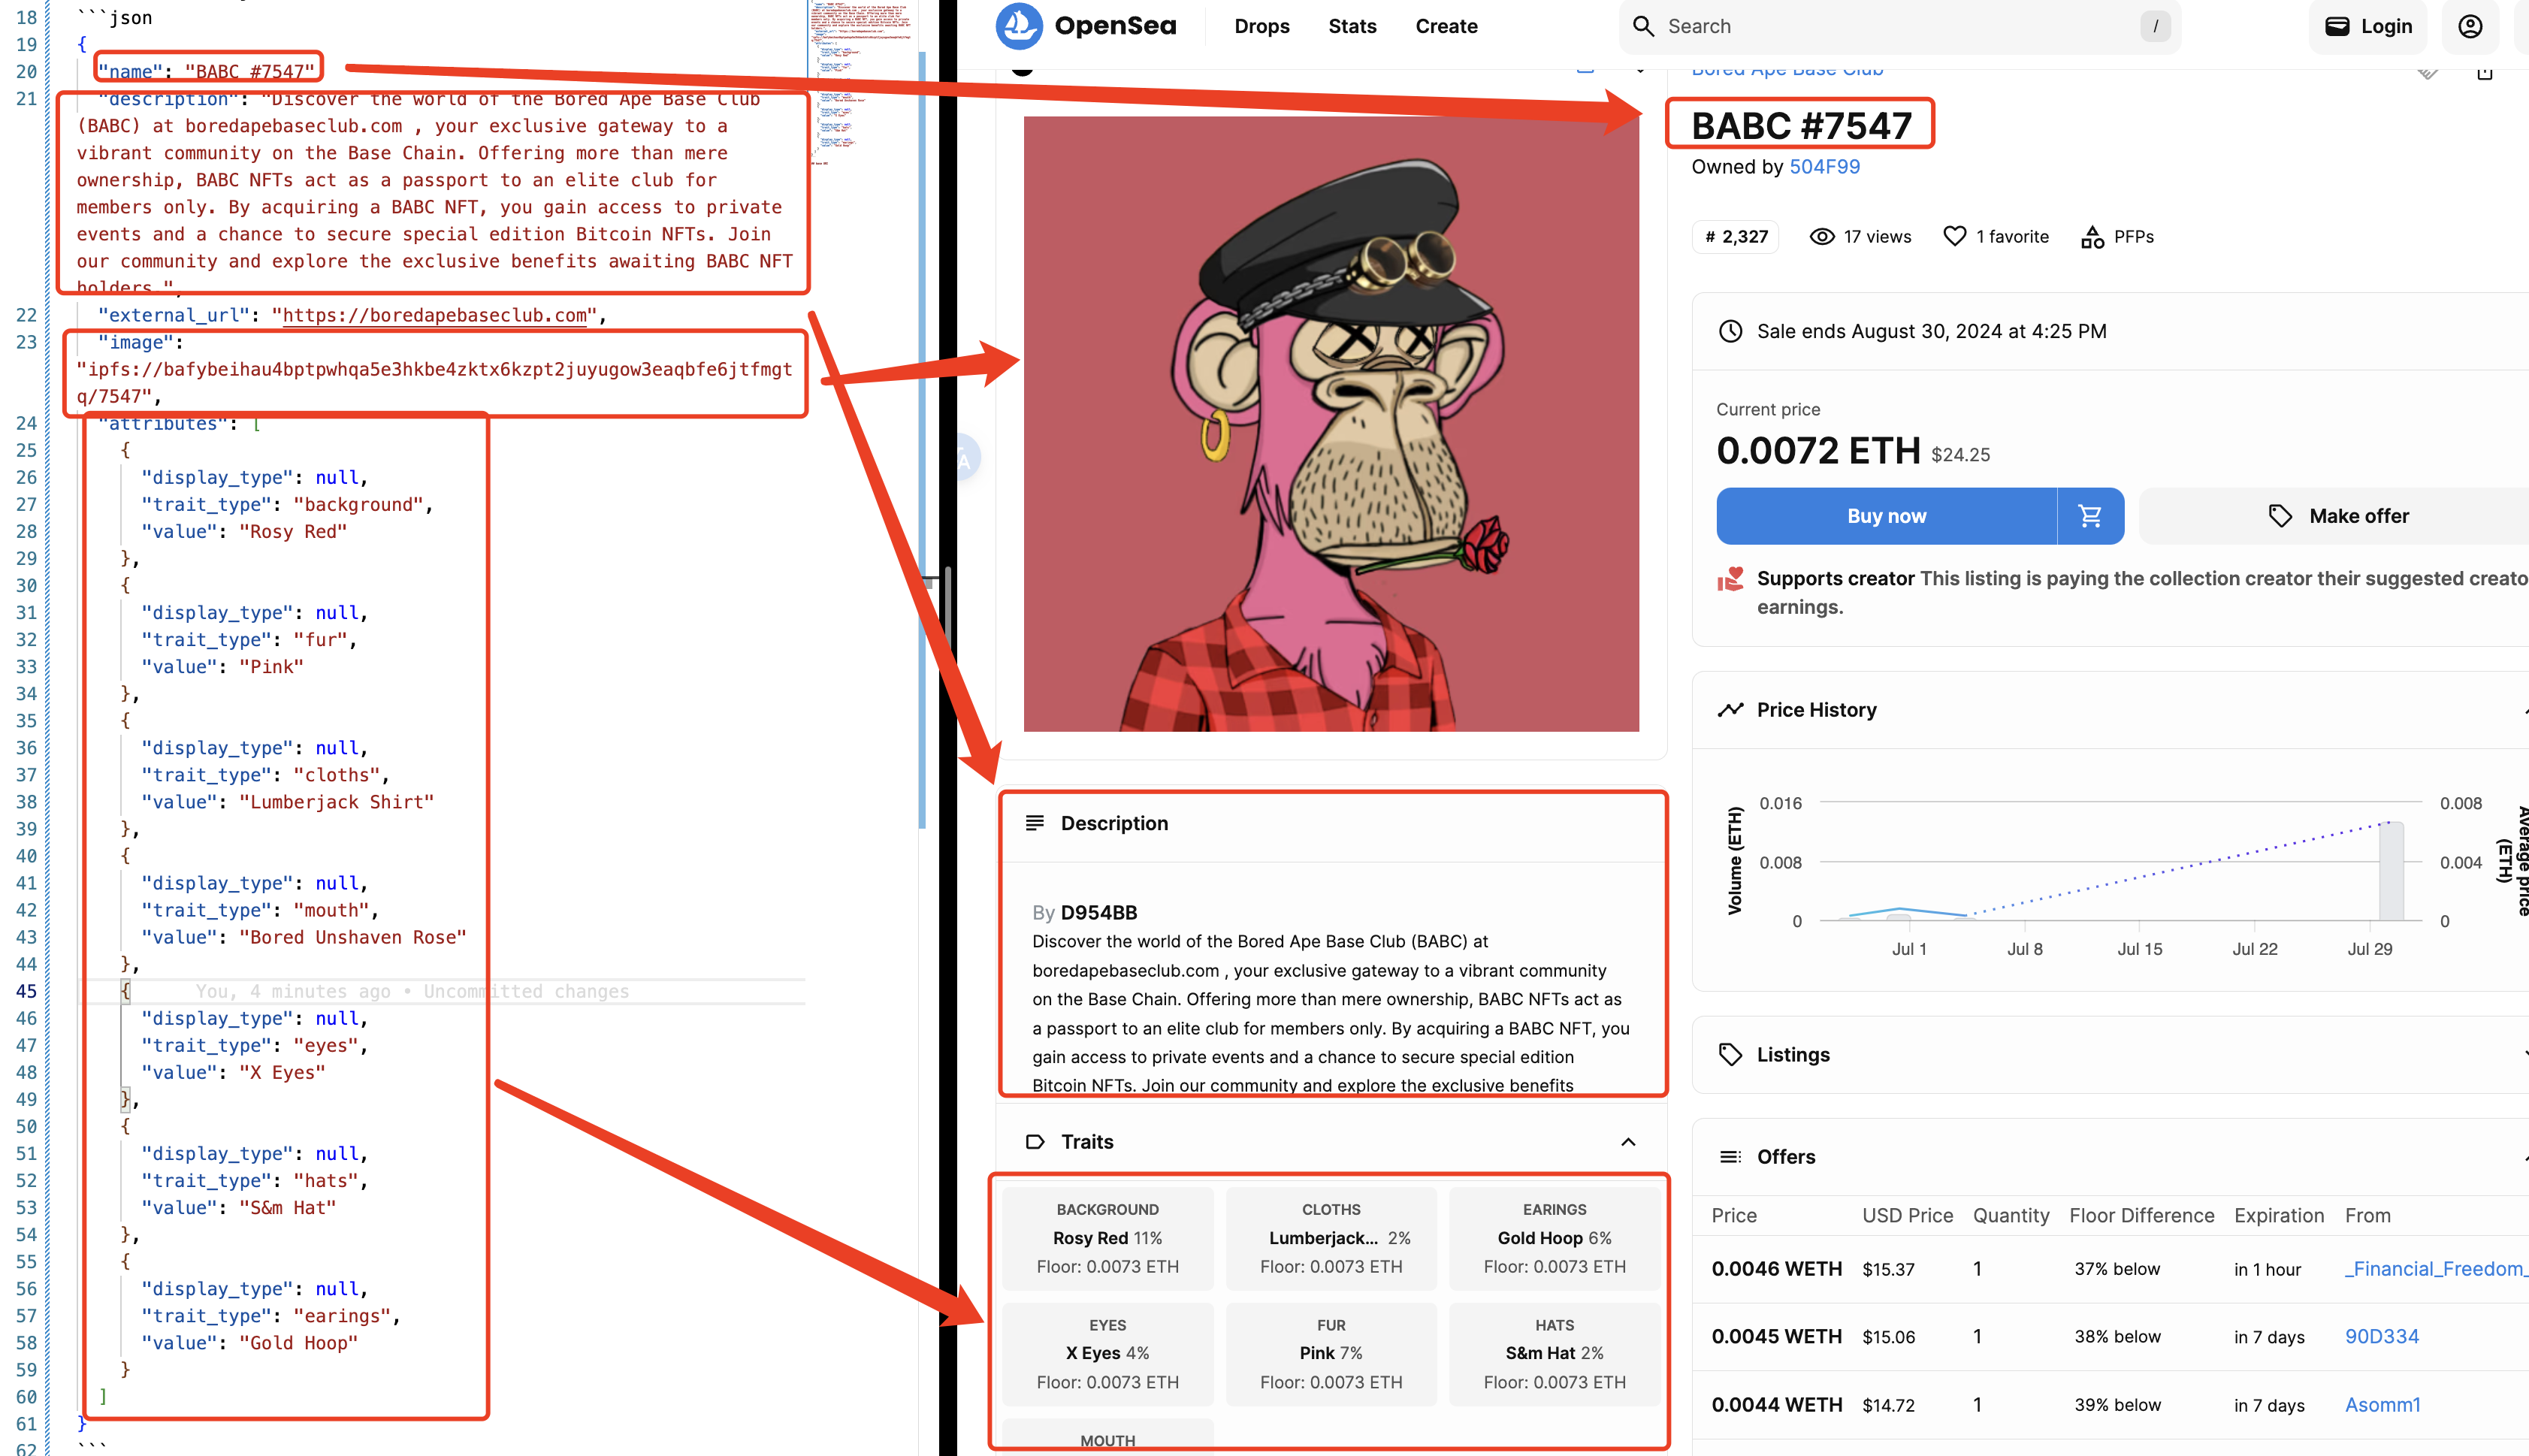 18 ```json
19 {
20 "name": "BABC #7547"
21 "description": "Discover the world of the Bored Ape Base Club
(BABC) at boredapebaseclub.com , your exclusive gateway to a
vibrant community on the Base Chain. Offering more than mere
ownership, BABC NFTs act as a passport to an elite club for
members only. By acquiring a BABC NFT, you gain access to private
events and a chance to secure special edition Bitcoin NFTs. Join
our community and explore the exclusive benefits awaiting BABC NFT
holders.",
22 "external_url": "https://boredapebaseclub.com",
23 "image":
"ipfs://bafybeihau4bptpwhqa5e3hkbe4zktx6kzpt2juyugow3eaqbfe6jtfmgt
q/7547",
24 "attributes": [
25 {
26 "display_type": null,
27 "trait_type": "background",
28 "value": "Rosy Red"
29 },
30 {
31 "display_type": null,
32 "trait_type": "fur",
33 "value": "Pink"
34 },
35 {
36 "display_type": null,
37 "trait_type": "cloths",
38 "value": "Lumberjack Shirt"
39 },
40 {
41 "display_type": null,
42 "trait_type": "mouth",
43 "value": "Bored Unshaven Rose"
44 },
45 { You, 4 minutes ago • Uncommitted changes
46 "display_type": null,
47 "trait_type": "eyes",
48 "value": "X Eyes"
49 },
50 {
51 "display_type": null,
52 "trait_type": "hats",
53 "value": "S&m Hat"
54 },
55 {
56 "display_type": null,
57 "trait_type": "earings",
58 "value": "Gold Hoop"
59 }
60 ]
61 }
62 ```
OpenSea Drops Stats Create Search / Login
Bored Ape Base Club
BABC #7547
Owned by 504F99
# 2,327 17 views 1 favorite PFPs
Sale ends August 30, 2024 at 4:25 PM
Current price
0.0072 ETH $24.25
Buy now Make offer
Supports creator This listing is paying the collection creator their suggested creato
earnings.
Price History
Volume (ETH)
0.016
0.008
0
0.008
0.004
0
Average price
(ETH)
Jul 1 Jul 8 Jul 15 Jul 22 Jul 29
Listings
Offers
Price USD Price Quantity Floor Difference Expiration From
0.0046 WETH $15.37 1 37% below in 1 hour _Financial_Freedom_
0.0045 WETH $15.06 1 38% below in 7 days 90D334
0.0044 WETH $14.72 1 39% below in 7 days Asomm1
Description
By D954BB
Discover the world of the Bored Ape Base Club (BABC) at
boredapebaseclub.com , your exclusive gateway to a vibrant community
on the Base Chain. Offering more than mere ownership, BABC NFTs act as
a passport to an elite club for members only. By acquiring a BABC NFT, you
gain access to private events and a chance to secure special edition
Bitcoin NFTs. Join our community and explore the exclusive benefits
Traits
BACKGROUND
Rosy Red 11%
Floor: 0.0073 ETH
CLOTHS
Lumberjack... 2%
Floor: 0.0073 ETH
EARINGS
Gold Hoop 6%
Floor: 0.0073 ETH
EYES
X Eyes 4%
Floor: 0.0073 ETH
FUR
Pink 7%
Floor: 0.0073 ETH
HATS
S&m Hat 2%
Floor: 0.0073 ETH
MOUTH